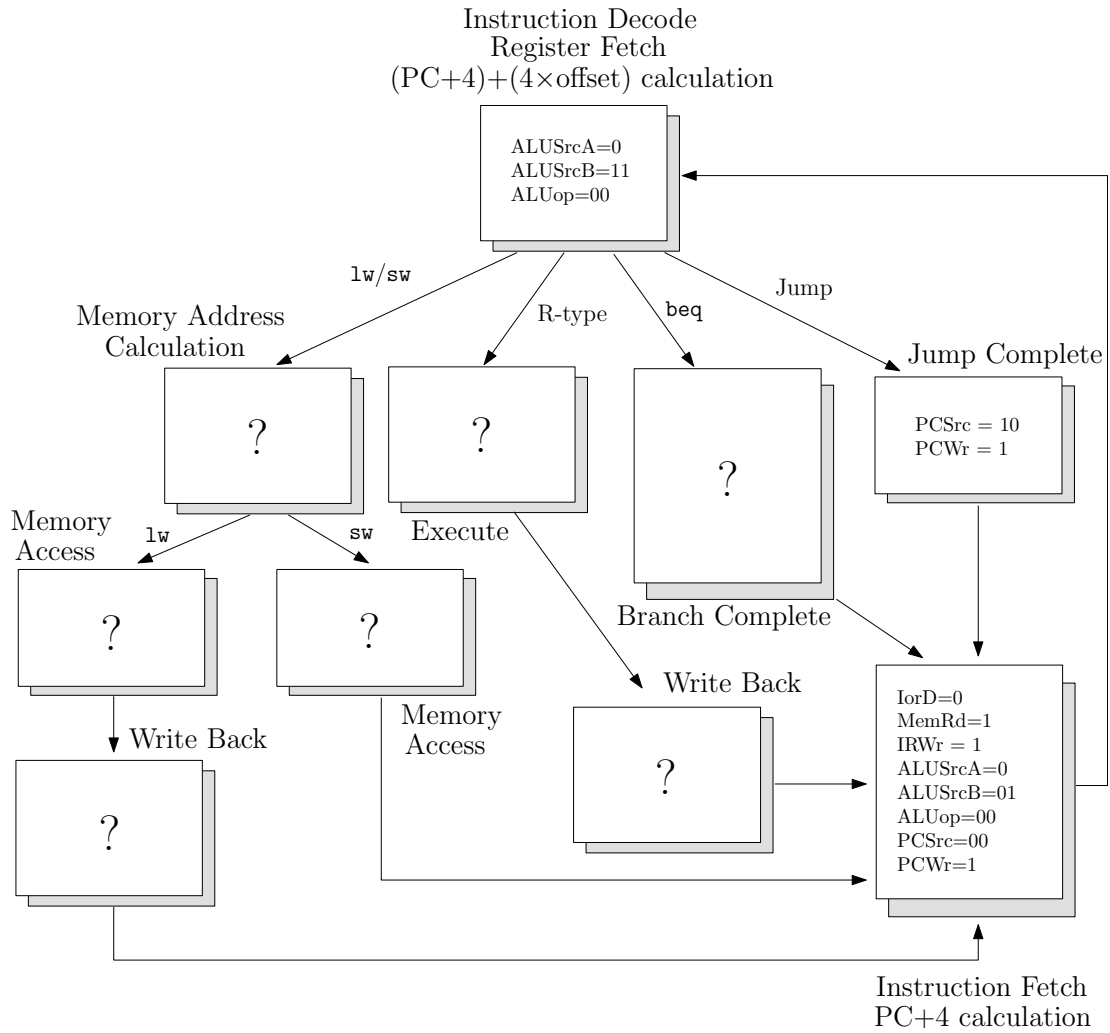 Instruction Decode
Register Fetch
(PC+4)+(4×offset) calculation
ALUSrcA=0
ALUSrcB=11
ALUop=00
lw/sw
R-type
beq
Jump
Memory Address
Calculation
Jump Complete
?
?
?
PCSrc = 10
PCWr = 1
Execute
Memory
Access
lw
sw
?
?
Branch Complete
Write Back
Memory
Access
Write Back
?
?
IorD=0
MemRd=1
IRWr = 1
ALUSrcA=0
ALUSrcB=01
ALUop=00
PCSrc=00
PCWr=1
Instruction Fetch
PC+4 calculation